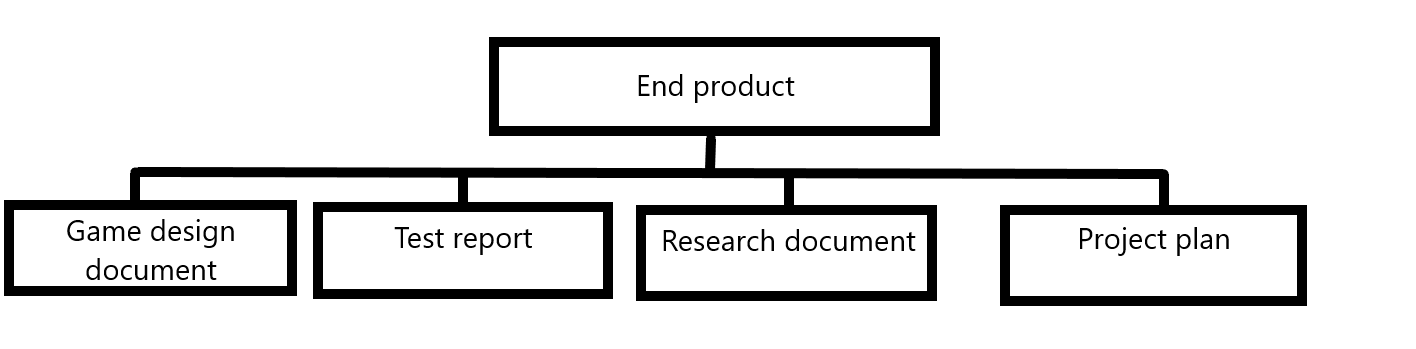 End product
Game design
document
Test report
Research document
Project plan